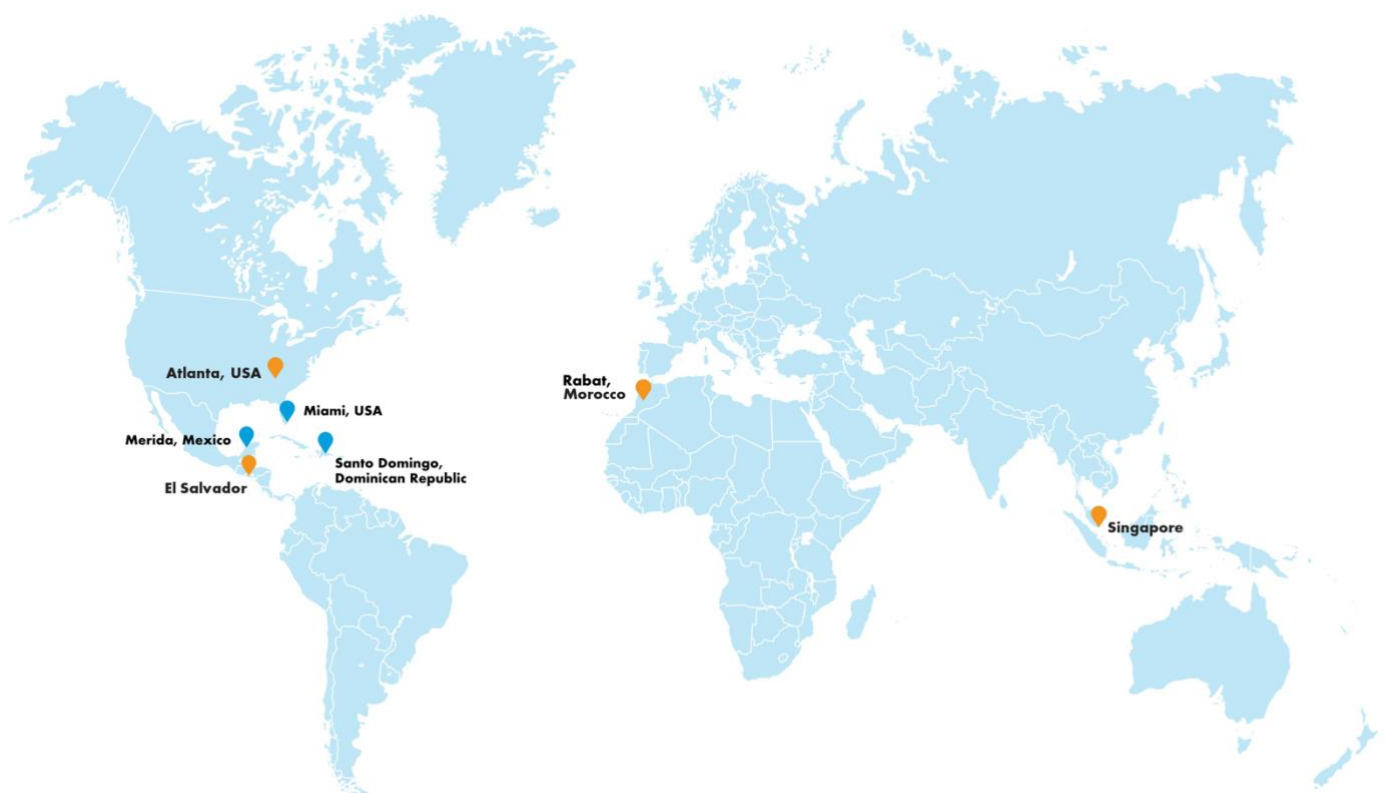 Atlanta, USA
Miami, USA
Merida, Mexico
Santo Domingo,
Dominican Republic
El Salvador
Rabat,
Morocco
Singapore